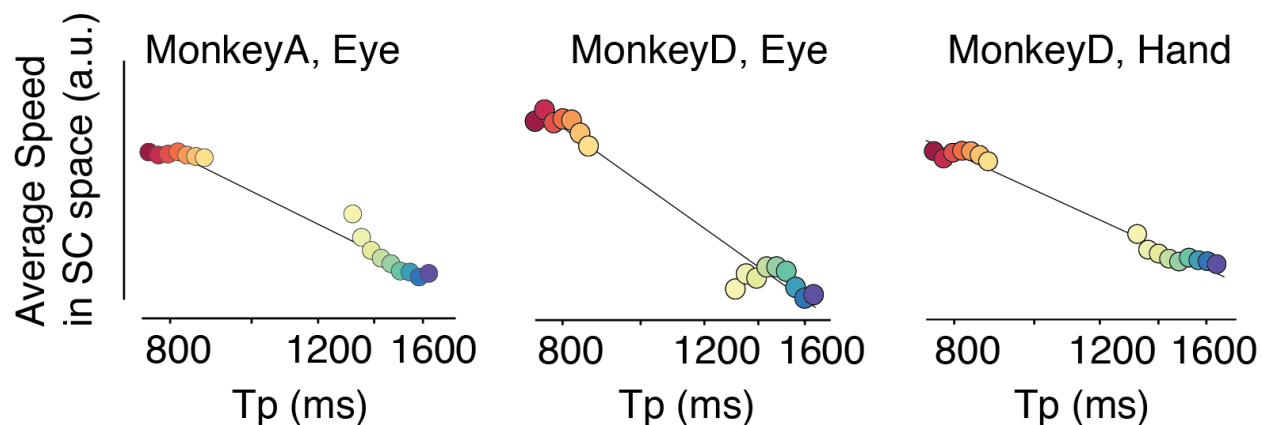 Average Speed
in SC space (a.u.)
MonkeyA, Eye
800 1200 1600
Tp (ms)
MonkeyD, Eye
800 1200 1600
Tp (ms)
MonkeyD, Hand
800 1200 1600
Tp (ms)